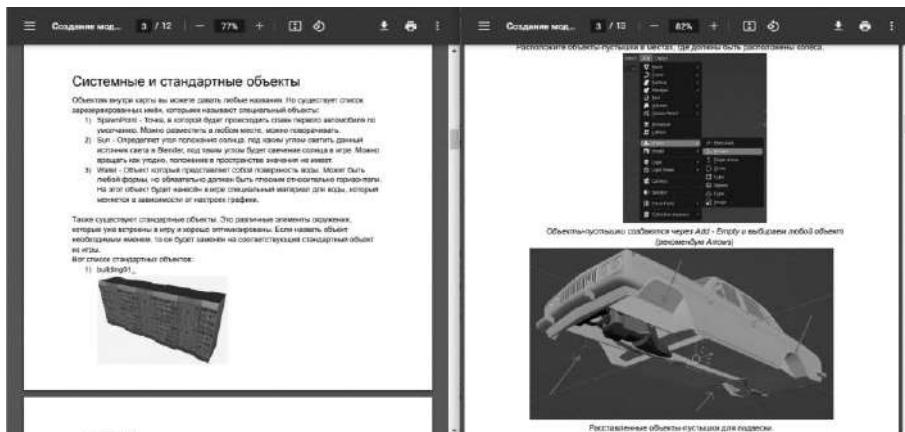 Создание мод...
3 / 12
77%
Системные и стандартные объекты
Объектам внутри карты вы можете давать любые названия. Но существует список
зарезервированных имён, которыми называют специальный объекты:
1) SpawnPoint - Точка, в которой будет происходить спавн первого автомобиля по
умолчанию. Можно разместить в любом месте, можно поворачивать.
2) Sun - Определяет угол положения солнца, под каким углом светить данный
источник света в Blender, под таким углом будет свечение солнца в игре. Можно
вращать как угодно, положение в пространстве значения не имеет.
3) Water - Объект который представляет собой поверхность воды. Может быть
любой формы, но обязательно должен быть плоским относительно горизонтали.
На этот объект будет нанесён в игре специальный материал для воды, который
меняется в зависимости от настроек графики.
Также существуют стандартные объекты. Это различные элементы окружения,
которые уже встроены в игру и хорошо оптимизированы. Если назвать объект
необходимым именем, то он будет заменён на соответствующий стандартный объект
из игры.
Вот список стандартных объектов:
1) building01_
Создание мод...
3 / 13
82%
Расположите объекты-пустышки в местах, где должны быть расположены колёса.
Объекты-пустышки создаются через Add - Empty и выбираем любой объект
(рекомендую Arrows)
Расставленные объекты-пустышки для подвески.